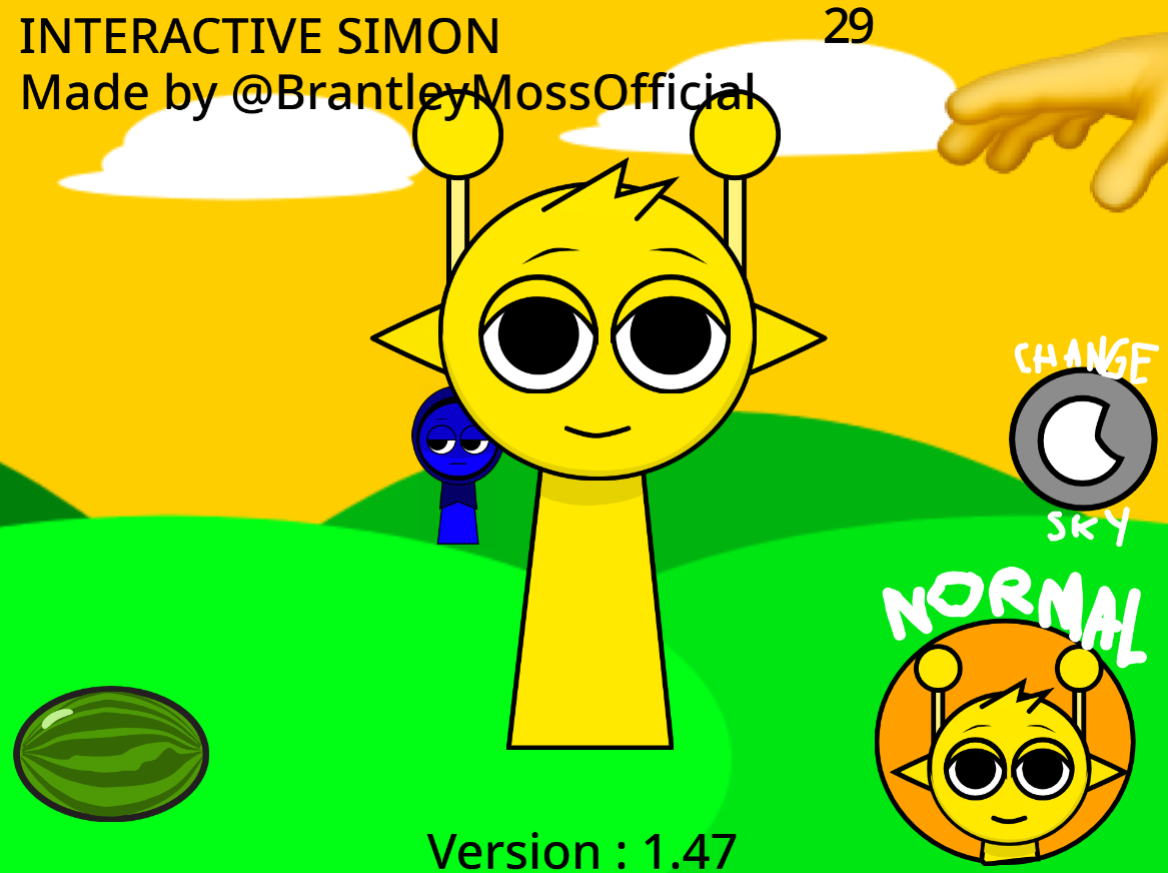 INTERACTIVE SIMON
29
Made by @BrantleyMossOfficial
CHANGE
SKY
NORMAL
Version : 1.47